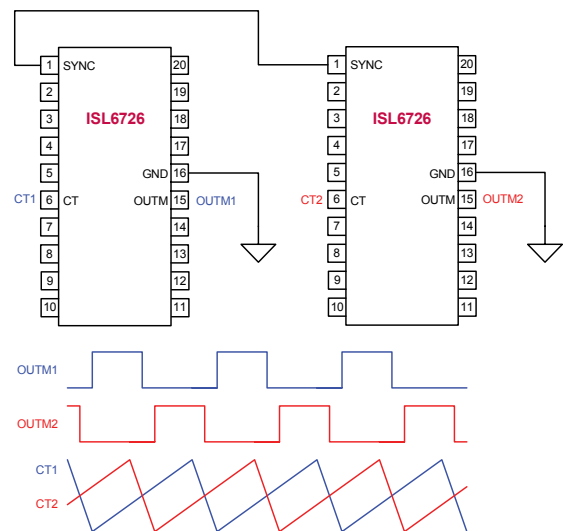 1 SYNC 20
2 19
3 ISL6726 18
4 17
5 GND 16
CT1 6 CT OUTM 15 OUTM1
7 14
8 13
9 12
10 11
1 SYNC 20
2 19
3 ISL6726 18
4 17
5 GND 16
CT2 6 CT OUTM 15 OUTM2
7 14
8 13
9 12
10 11
OUTM1
OUTM2
CT1
CT2